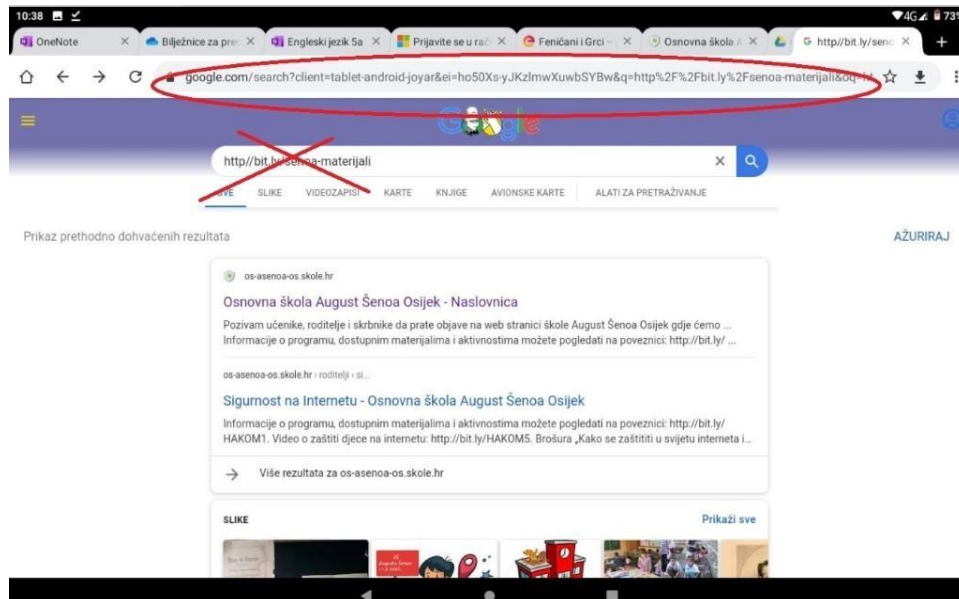 10:38
4G 73%
OneNote
Bilježnice za pre
Engleski jezik 5a
Prijavite se u rač
Feničani i Grci –
Osnovna škola A
http//bit.ly/seno
google.com/search?client=tablet-android-joyar&ei=ho50Xs-yJKzlmwXuwbSYBw&q=http%2F%2Fbit.ly%2Fsenoa-materijali&oq=ht
Google
http//bit.ly/senoa-materijali
SVE SLIKE VIDEOZAPISI KARTE KNJIGE AVIONSKE KARTE ALATI ZA PRETRAŽIVANJE
Prikaz prethodno dohvaćenih rezultata
AŽURIRAJ
os-asenoa-os.skole.hr
Osnovna škola August Šenoa Osijek - Naslovnica
Pozivam učenike, roditelje i skrbnike da prate objave na web stranici škole August Šenoa Osijek gdje ćemo ...
Informacije o programu, dostupnim materijalima i aktivnostima možete pogledati na poveznici: http://bit.ly/ ...
os-asenoa-os.skole.hr › roditelji › si...
Sigurnost na Internetu - Osnovna škola August Šenoa Osijek
Informacije o programu, dostupnim materijalima i aktivnostima možete pogledati na poveznici: http://bit.ly/
HAKOM1. Video o zaštiti djece na internetu: http://bit.ly/HAKOM5. Brošura „Kako se zaštititi u svijetu interneta i...
Više rezultata za os-asenoa-os.skole.hr
SLIKE
Prikaži sve